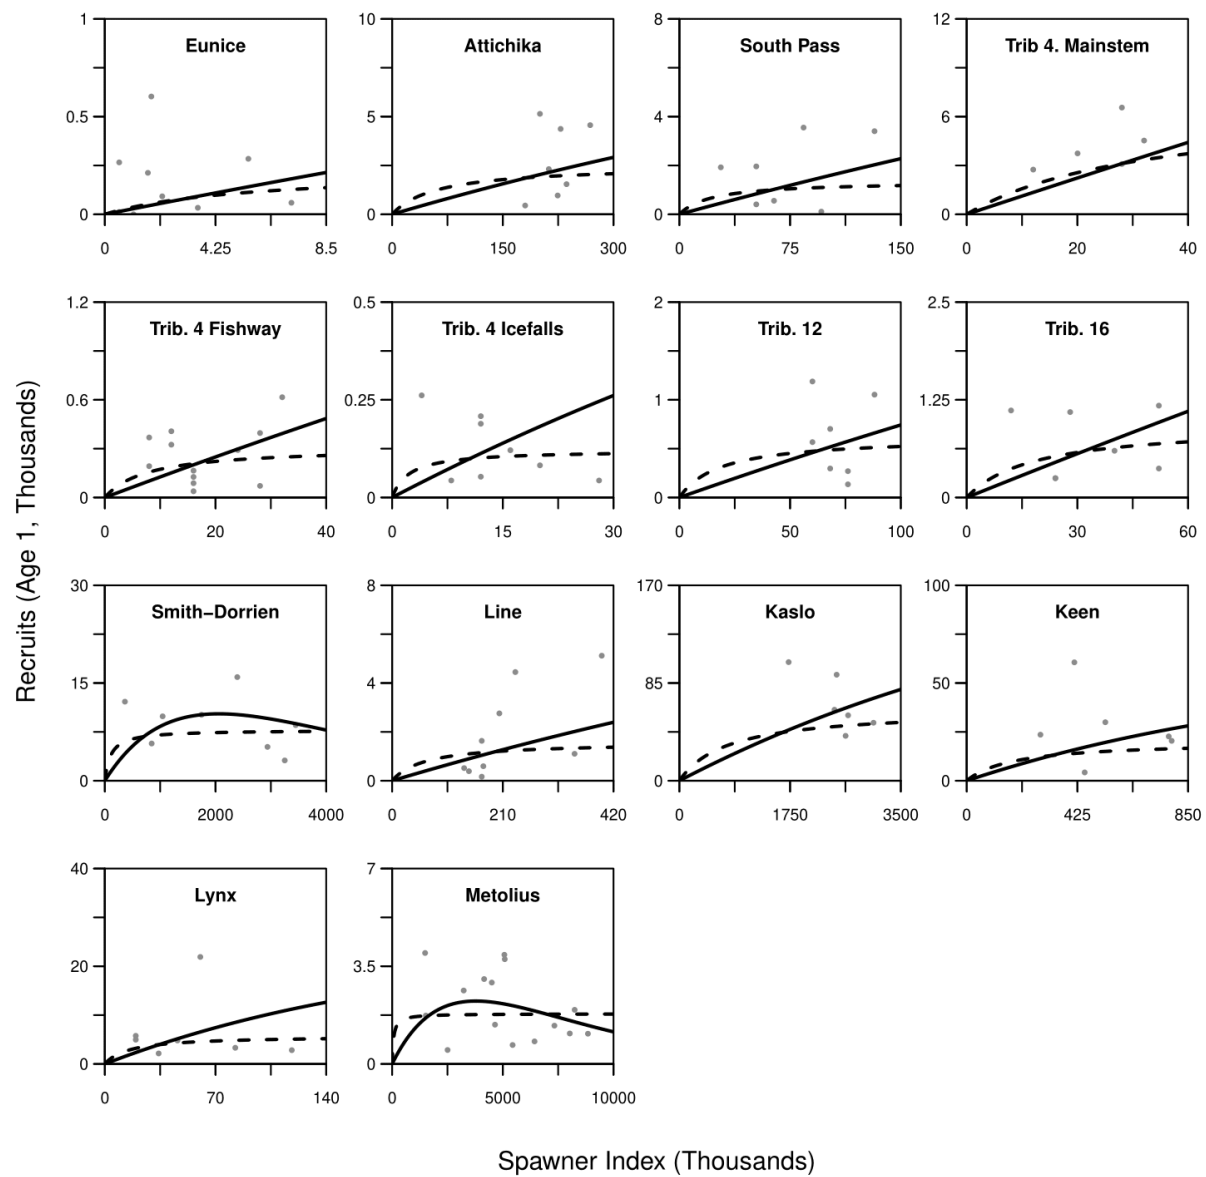 Eunice
Attichika
South Pass
Trib 4. Mainstem
1
0.5
0
10
5
0
8
4
0
12
6
0
0 4.25 8.5
0 150 300
0 75 150
0 20 40
Trib. 4 Fishway
Trib. 4 Icefalls
Trib. 12
Trib. 16
1.2
0.6
0
0.5
0.25
0
2
1
0
2.5
1.25
0
0 20 40
0 15 30
0 50 100
0 30 60
Smith–Dorrien
Line
Kaslo
Keen
30
15
0
8
4
0
170
85
0
100
50
0
0 2000 4000
0 210 420
0 1750 3500
0 425 850
Lynx
Metolius
40
20
0
7
3.5
0
0 70 140
0 5000 10000
Recruits (Age 1, Thousands)
Spawner Index (Thousands)